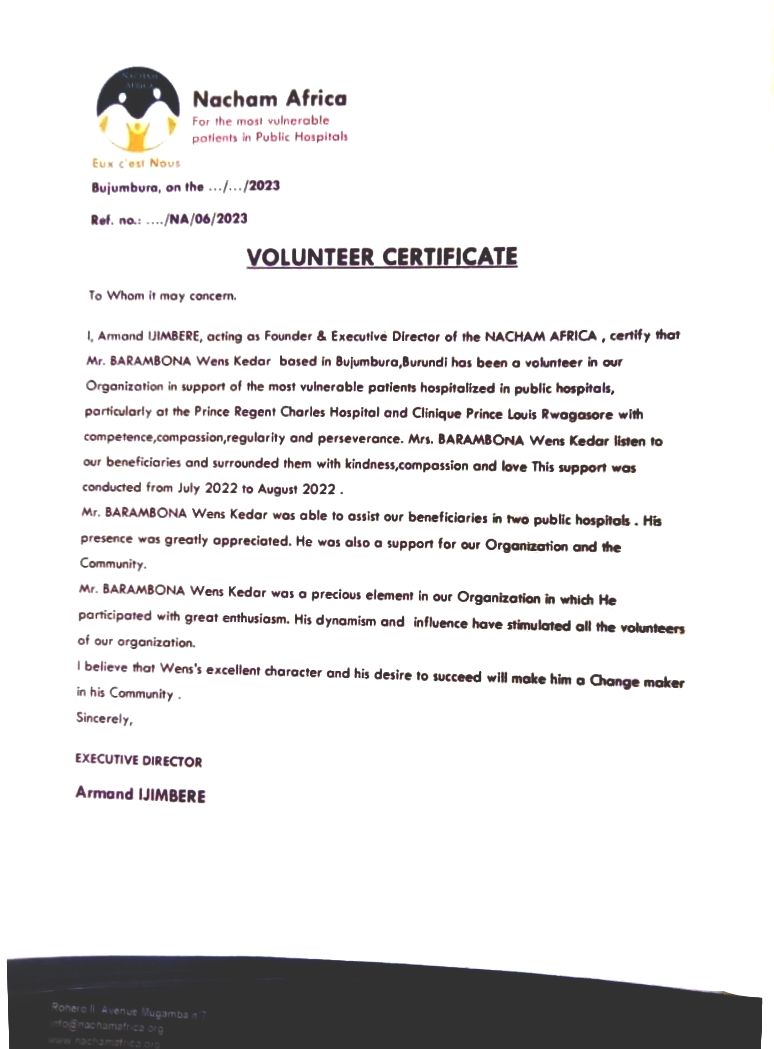 NACHAM
AFRICA
Nacham Africa
For the most vulnerable
patients in Public Hospitals
Eux c'est Nous
Bujumbura, on the .../.../2023
Ref. no.: ..../NA/06/2023
VOLUNTEER CERTIFICATE
To Whom it may concern.
I, Armand IJIMBERE, acting as Founder & Executive Director of the NACHAM AFRICA , certify that
Mr. BARAMBONA Wens Kedar based in Bujumbura,Burundi has been a volunteer in our
Organization in support of the most vulnerable patients hospitalized in public hospitals,
particularly at the Prince Regent Charles Hospital and Clinique Prince Louis Rwagasore with
competence,compassion,regularity and perseverance. Mrs. BARAMBONA Wens Kedar listen to
our beneficiaries and surrounded them with kindness,compassion and love This support was
conducted from July 2022 to August 2022 .
Mr. BARAMBONA Wens Kedar was able to assist our beneficiaries in two public hospitals . His
presence was greatly appreciated. He was also a support for our Organization and the
Community.
Mr. BARAMBONA Wens Kedar was a precious element in our Organization in which He
participated with great enthusiasm. His dynamism and influence have stimulated all the volunteers
of our organization.
I believe that Wens's excellent character and his desire to succeed will make him a Change maker
in his Community .
Sincerely,
EXECUTIVE DIRECTOR
Armand IJIMBERE
Rohero II Avenue Mugamba n°7
info@nachamafrica.org
www.nachamafrica.org